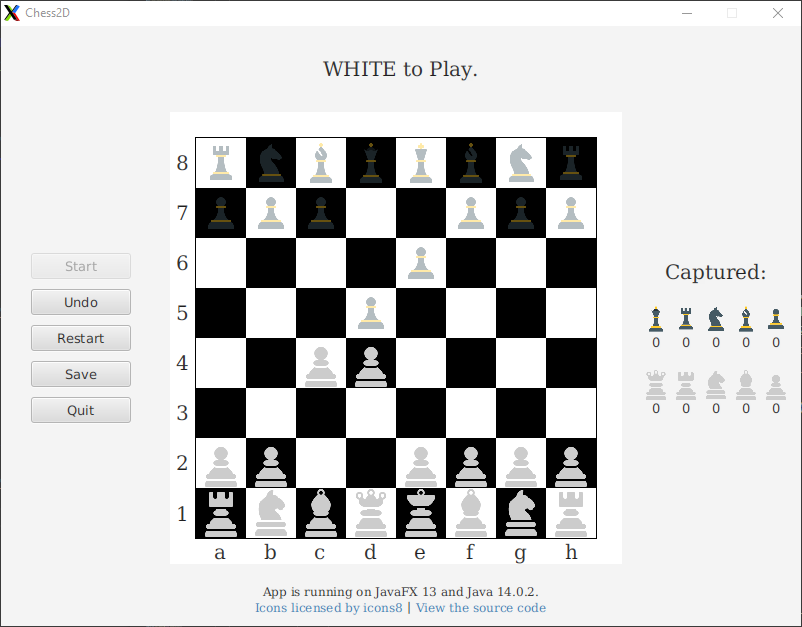 Chess2D
WHITE to Play.
8
7
6
5
4
3
2
1
a b c d e f g h
Start
Undo
Restart
Save
Quit
Captured:
0 0 0 0 0
0 0 0 0 0
App is running on JavaFX 13 and Java 14.0.2.
Icons licensed by icons8 | View the source code